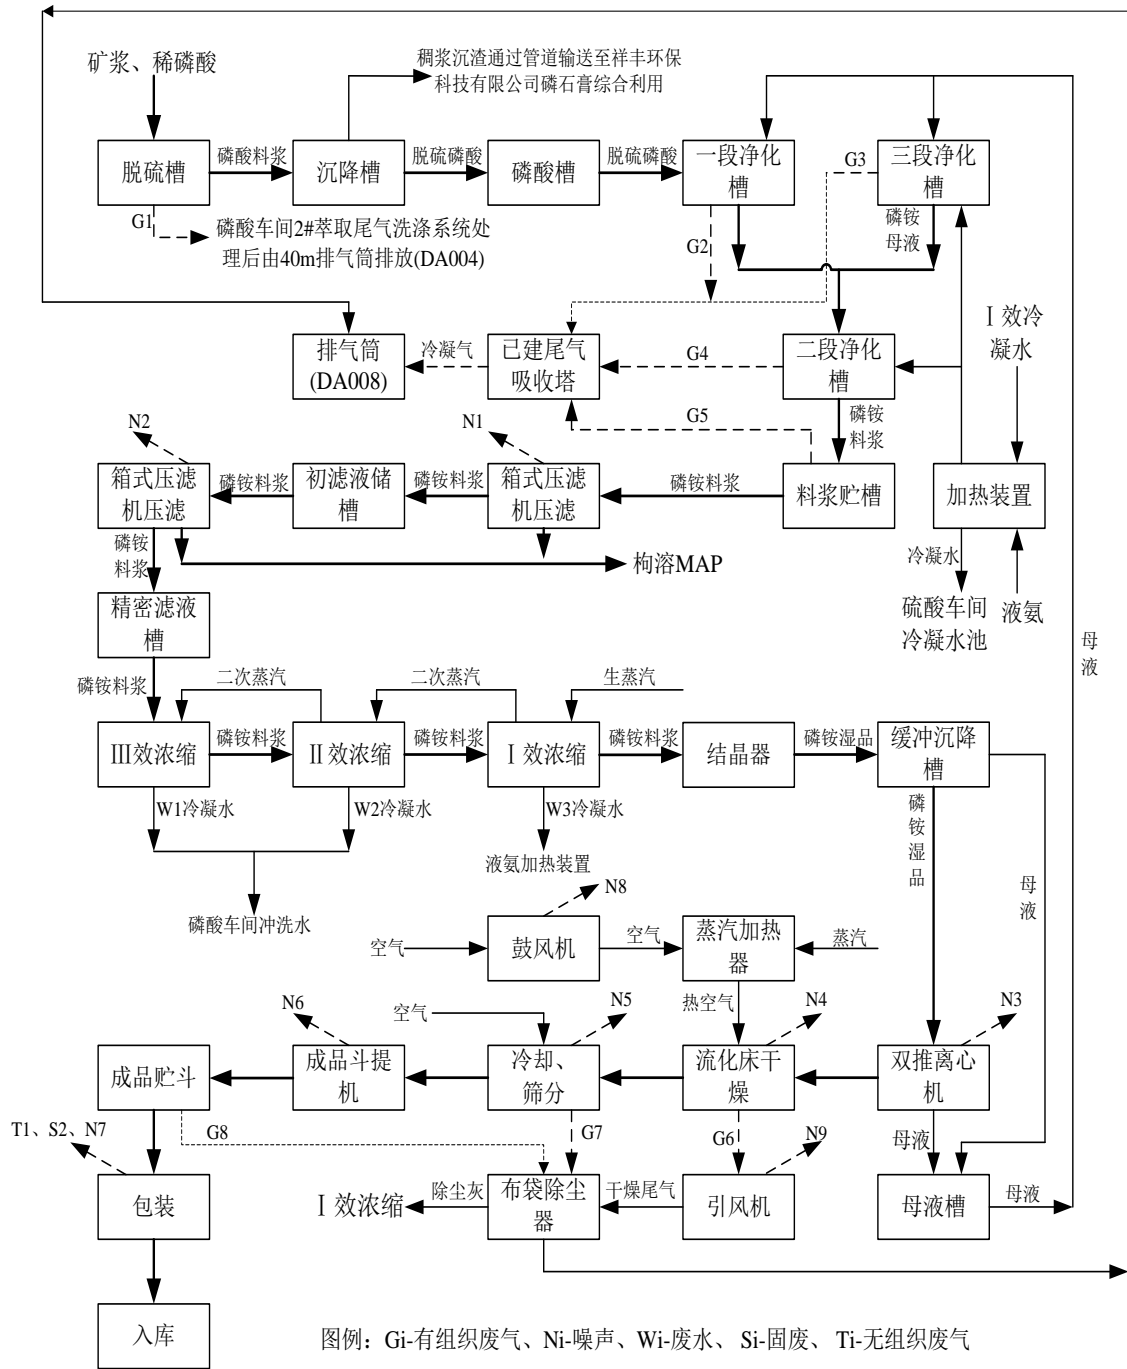 矿浆、稀磷酸
稠浆沉渣通过管道输送至祥丰环保
科技有限公司磷石膏综合利用
脱硫槽
磷酸料浆
沉降槽
脱硫磷酸
磷酸槽
脱硫磷酸
一段净化
槽
G3
三段净化
槽
G1
磷酸车间2#萃取尾气洗涤系统处
理后由40m排气筒排放(DA004)
G2
磷铵
母液
排气筒
(DA008)
冷凝气
已建尾气
吸收塔
G4
二段净化
槽
Ⅰ效冷
凝水
G5
磷铵
料浆
N2
N1
箱式压滤
机压滤
磷铵料浆
初滤液储
槽
磷铵料浆
箱式压滤
机压滤
磷铵料浆
料浆贮槽
加热装置
磷铵
料浆
枸溶MAP
冷凝水
硫酸车间
冷凝水池
液氨
精密滤液
槽
母
液
磷铵料浆
二次蒸汽
二次蒸汽
生蒸汽
Ⅲ效浓缩
磷铵料浆
Ⅱ效浓缩
磷铵料浆
Ⅰ效浓缩
磷铵料浆
结晶器
磷铵湿品
缓冲沉降
槽
W1冷凝水
W2冷凝水
W3冷凝水
磷
铵
湿
品
磷酸车间冲洗水
液氨加热装置
母
液
N8
空气
鼓风机
空气
蒸汽加热
器
蒸汽
N6
空气
N5
热空气
N4
N3
成品贮斗
成品斗提
机
冷却、
筛分
流化床干
燥
双推离心
机
T1、S2、N7
G8
G7
G6
N9
母液
包装
Ⅰ效浓缩
除尘灰
布袋除尘
器
干燥尾气
引风机
母液槽
母液
入库
图例：Gi-有组织废气、Ni-噪声、Wi-废水、Si-固废、Ti-无组织废气